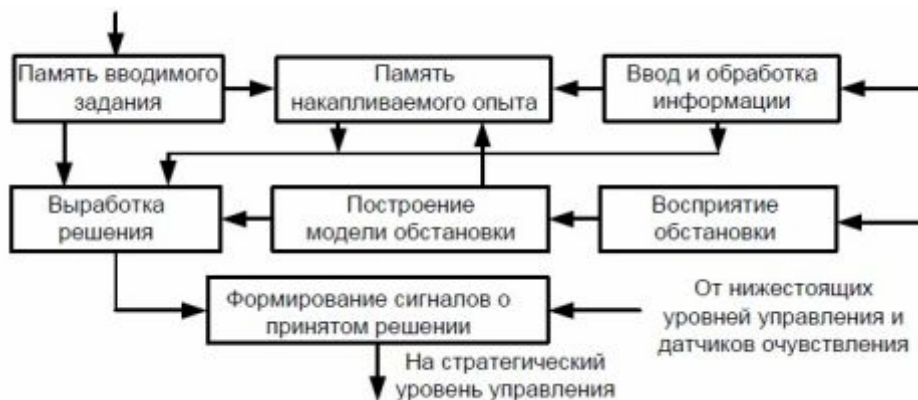 Память вводимого
задания
Память
накапливаемого опыта
Ввод и обработка
информации
Выработка
решения
Построение
модели обстановки
Восприятие
обстановки
Формирование сигналов о
принятом решении
От нижестоящих
уровней управления и
датчиков очувствления
На стратегический
уровень управления